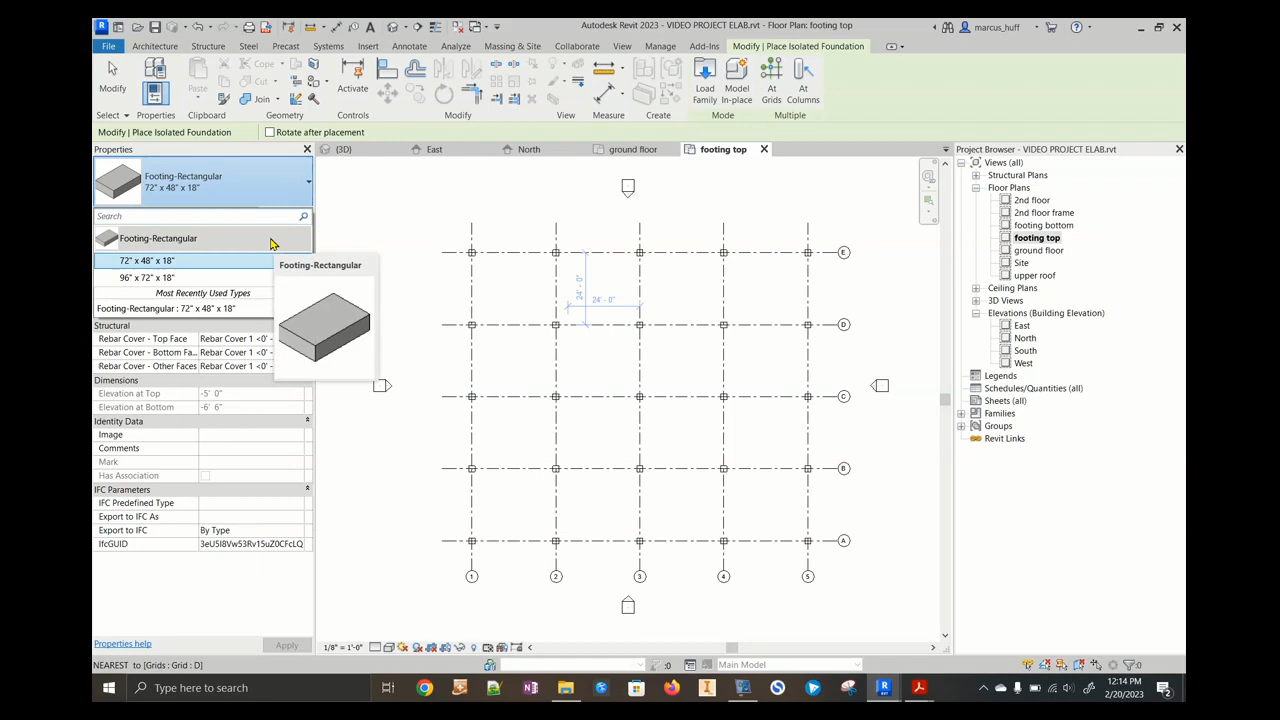 Autodesk Revit 2023 - VIDEO PROJECT ELAB.rvt - Floor Plan: footing top
marcus_huff
File Architecture Structure Steel Precast Systems Insert Annotate Analyze Massing & Site Collaborate View Manage Add-Ins Modify | Place Isolated Foundation
Modify Paste Cope Cut Join Activate Load Family Model In-place At Grids At Columns
Select Properties Clipboard Geometry Controls Modify View Measure Create Mode Multiple
Modify | Place Isolated Foundation Rotate after placement
Properties
Footing-Rectangular
72" x 48" x 18"
Search
Footing-Rectangular
72" x 48" x 18"
96" x 72" x 18"
Most Recently Used Types
Footing-Rectangular : 72" x 48" x 18"
Footing-Rectangular
Structural
Rebar Cover - Top Face Rebar Cover 1 <0' -
Rebar Cover - Bottom Fa... Rebar Cover 1 <0' -
Rebar Cover - Other Faces Rebar Cover 1 <0' -
Dimensions
Elevation at Top -5' 0"
Elevation at Bottom -6' 6"
Identity Data
Image
Comments
Mark
Has Association
IFC Parameters
IFC Predefined Type
Export to IFC As
Export to IFC By Type
IfcGUID
Properties help Apply
{3D} East North ground floor footing top
24' - 0"
24' - 0"
E
D
C
B
A
1 2 3 4 5
1/8" = 1'-0"
Project Browser - VIDEO PROJECT ELAB.rvt
Views (all)
Structural Plans
Floor Plans
2nd floor
2nd floor frame
footing bottom
footing top
ground floor
Site
upper roof
Ceiling Plans
3D Views
Elevations (Building Elevation)
East
North
South
West
Legends
Schedules/Quantities (all)
Sheets (all)
Families
Groups
Revit Links
NEAREST to [Grids : Grid : D] :0 Main Model :0
Type here to search
12:14 PM
2/20/2023